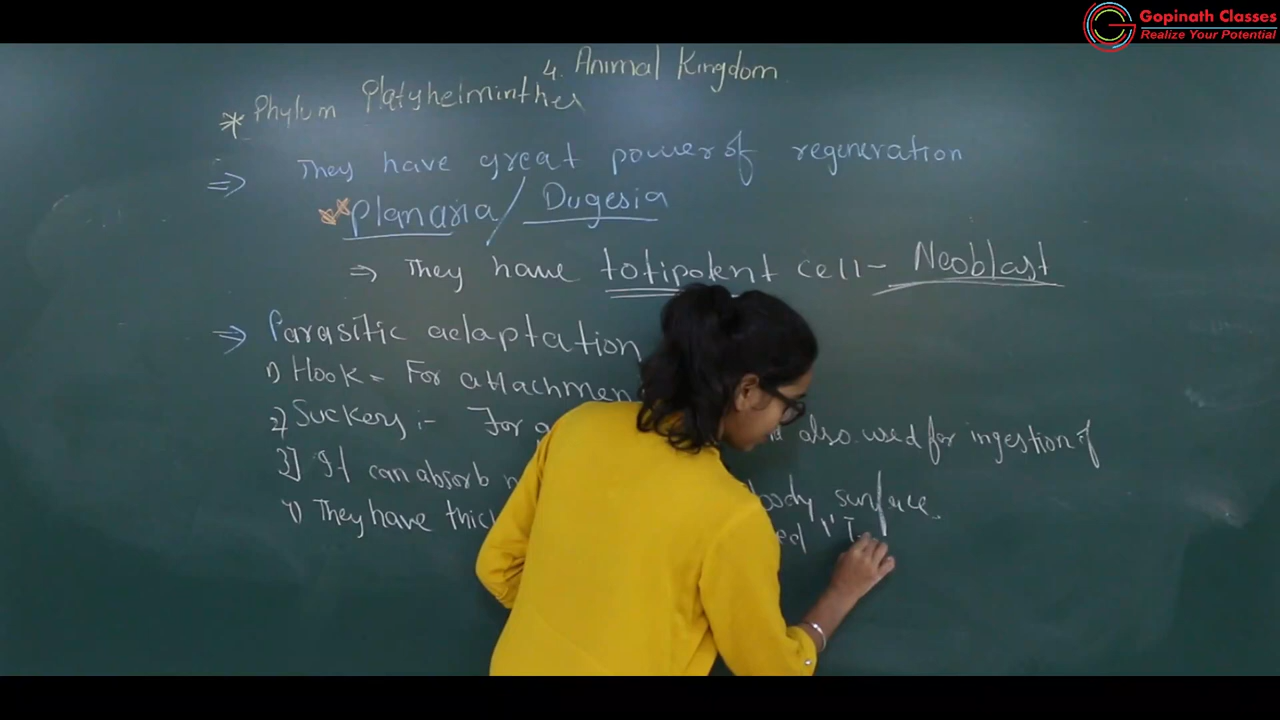 Gopinath Classes
Realize Your Potential
4. Animal Kingdom
* Phylum Platyhelminthes
⇒ They have great power of regeneration
Planaria / Dugesia
⇒ They have totipotent cell - Neoblast
⇒ Parasitic adaptation
1) Hook = For attachmen
2) Suckers :- For also used for ingestion of
3] It can absorb body surface
4) They have thick